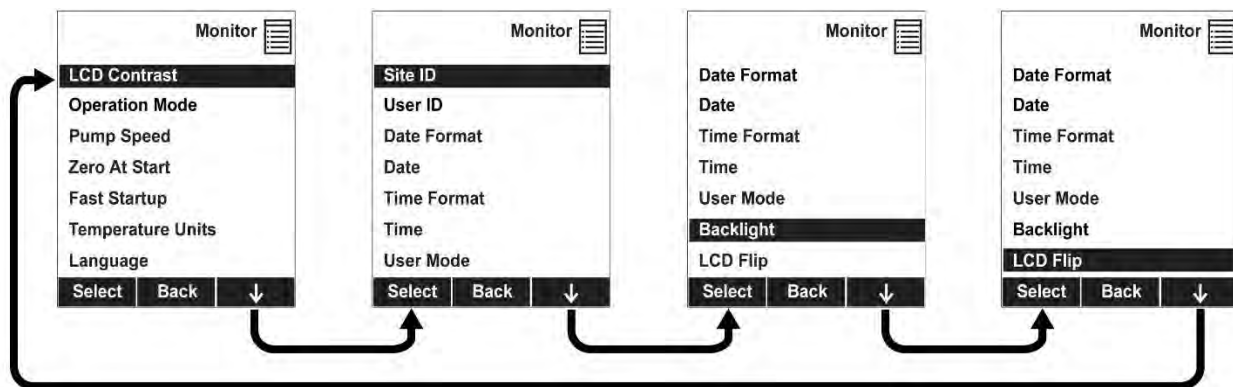 Monitor
LCD Contrast
Operation Mode
Pump Speed
Zero At Start
Fast Startup
Temperature Units
Language
Select Back ↓
Monitor
Site ID
User ID
Date Format
Date
Time Format
Time
User Mode
Select Back ↓
Monitor
Date Format
Date
Time Format
Time
User Mode
Backlight
LCD Flip
Select Back ↓
Monitor
Date Format
Date
Time Format
Time
User Mode
Backlight
LCD Flip
Select Back ↓